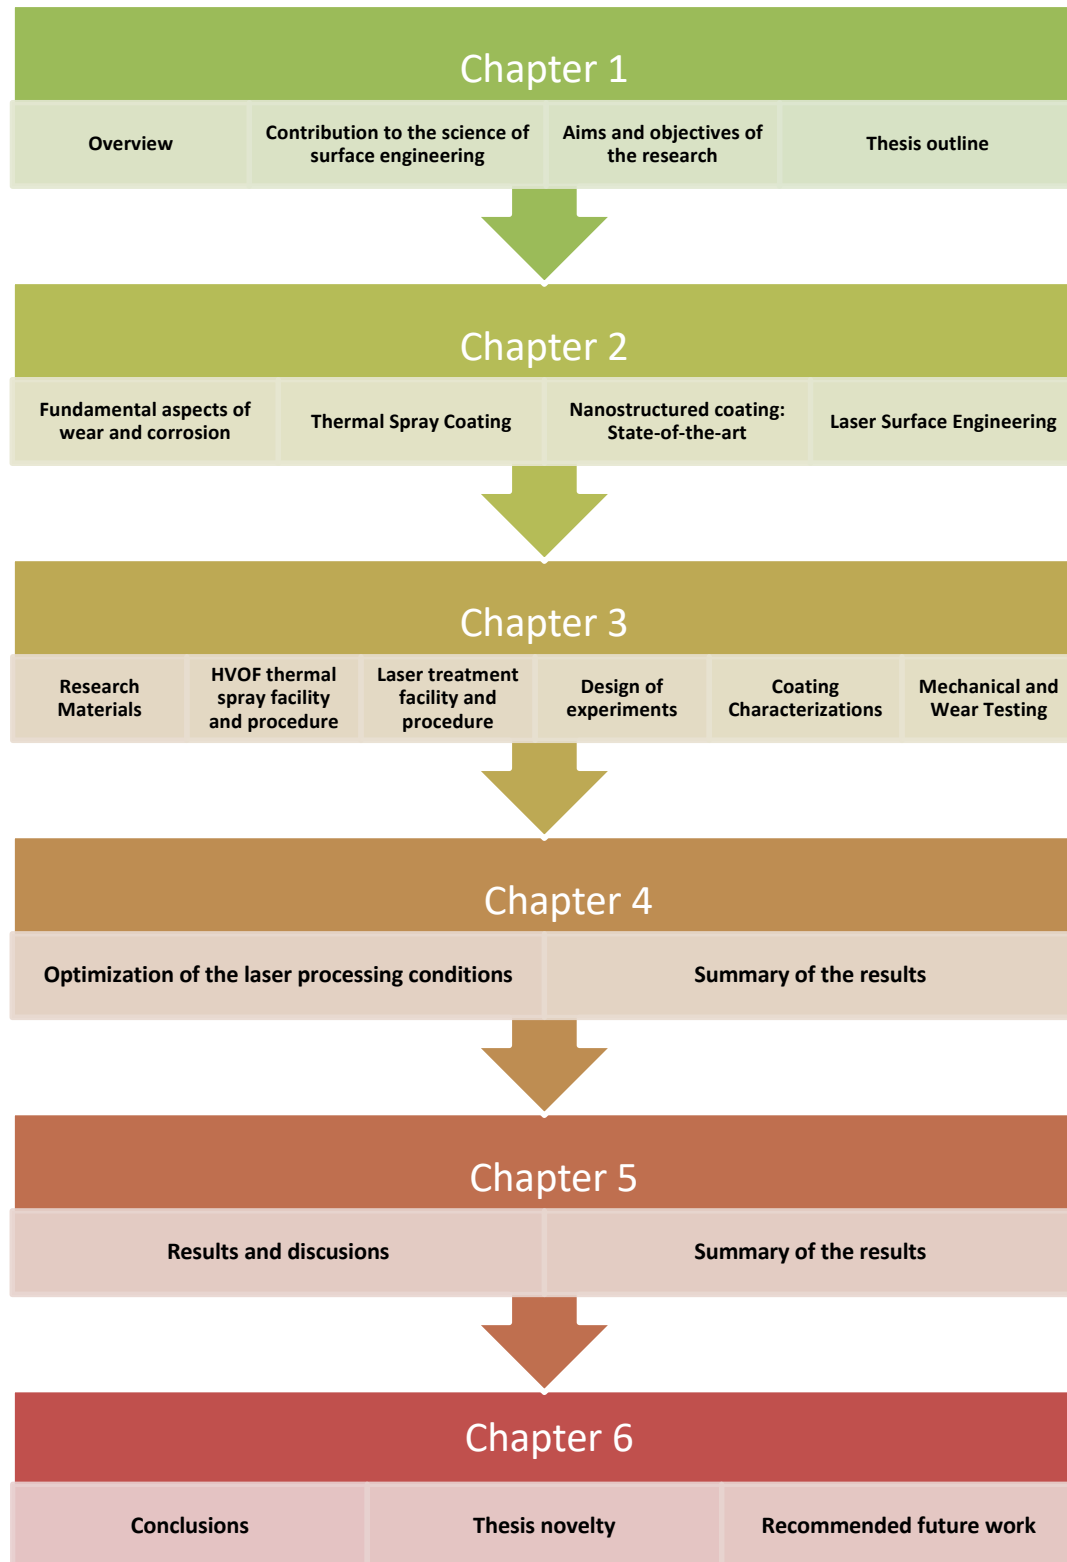 Chapter 1
Overview
Contribution to the science of
surface engineering
Aims and objectives of
the research
Thesis outline
Chapter 2
Fundamental aspects of
wear and corrosion
Thermal Spray Coating
Nanostructured coating:
State-of-the-art
Laser Surface Engineering
Chapter 3
Research
Materials
HVOF thermal
spray facility
and procedure
Laser treatment
facility and
procedure
Design of
experiments
Coating
Characterizations
Mechanical and
Wear Testing
Chapter 4
Optimization of the laser processing conditions
Summary of the results
Chapter 5
Results and discusions
Summary of the results
Chapter 6
Conclusions
Thesis novelty
Recommended future work